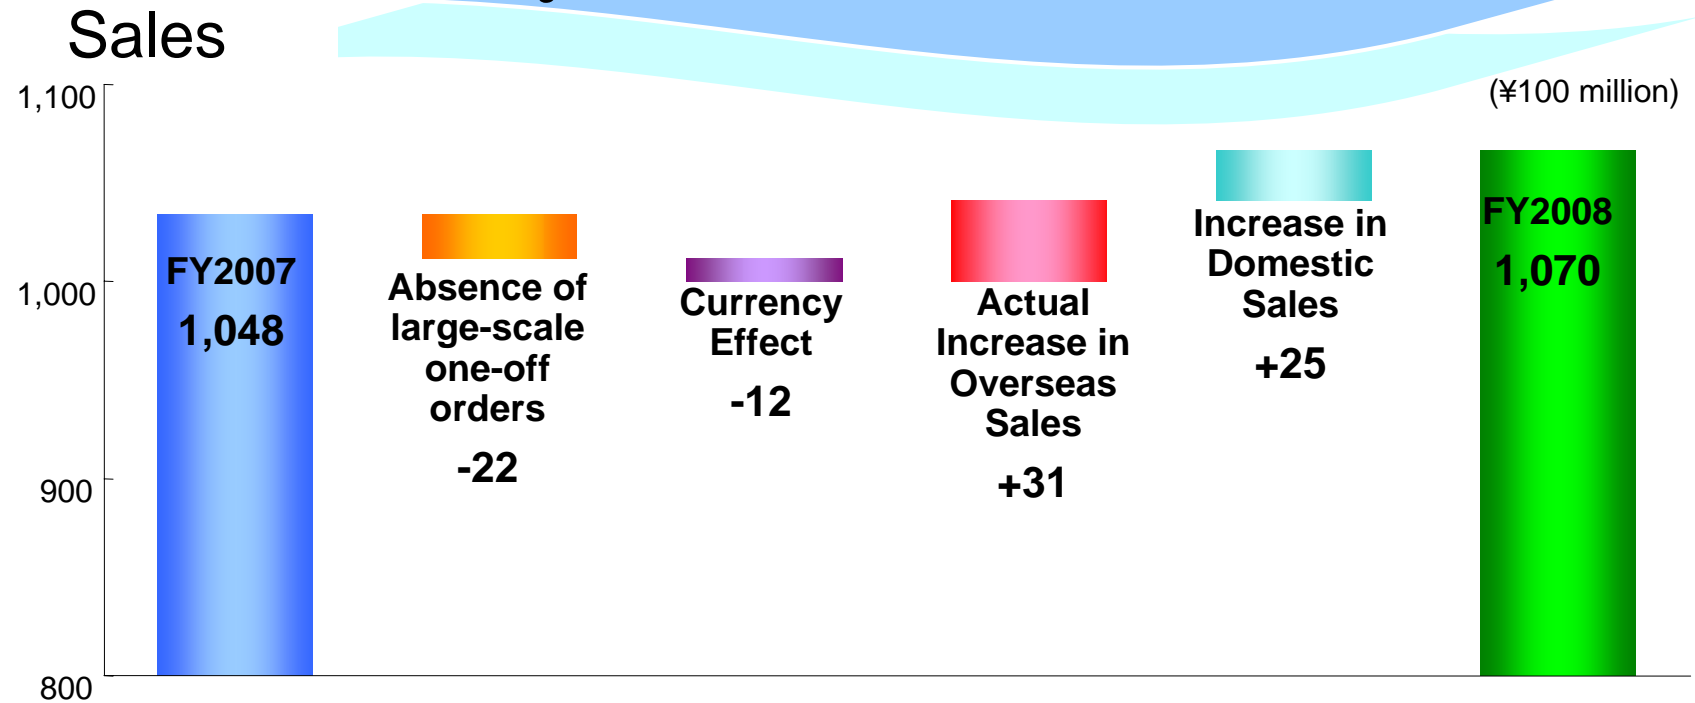 Sales
(¥100 million)
1,100
1,000
900
800
FY2007
1,048
Absence of
large-scale
one-off
orders
-22
Currency
Effect
-12
Actual
Increase in
Overseas
Sales
+31
Increase in
Domestic
Sales
+25
FY2008
1,070